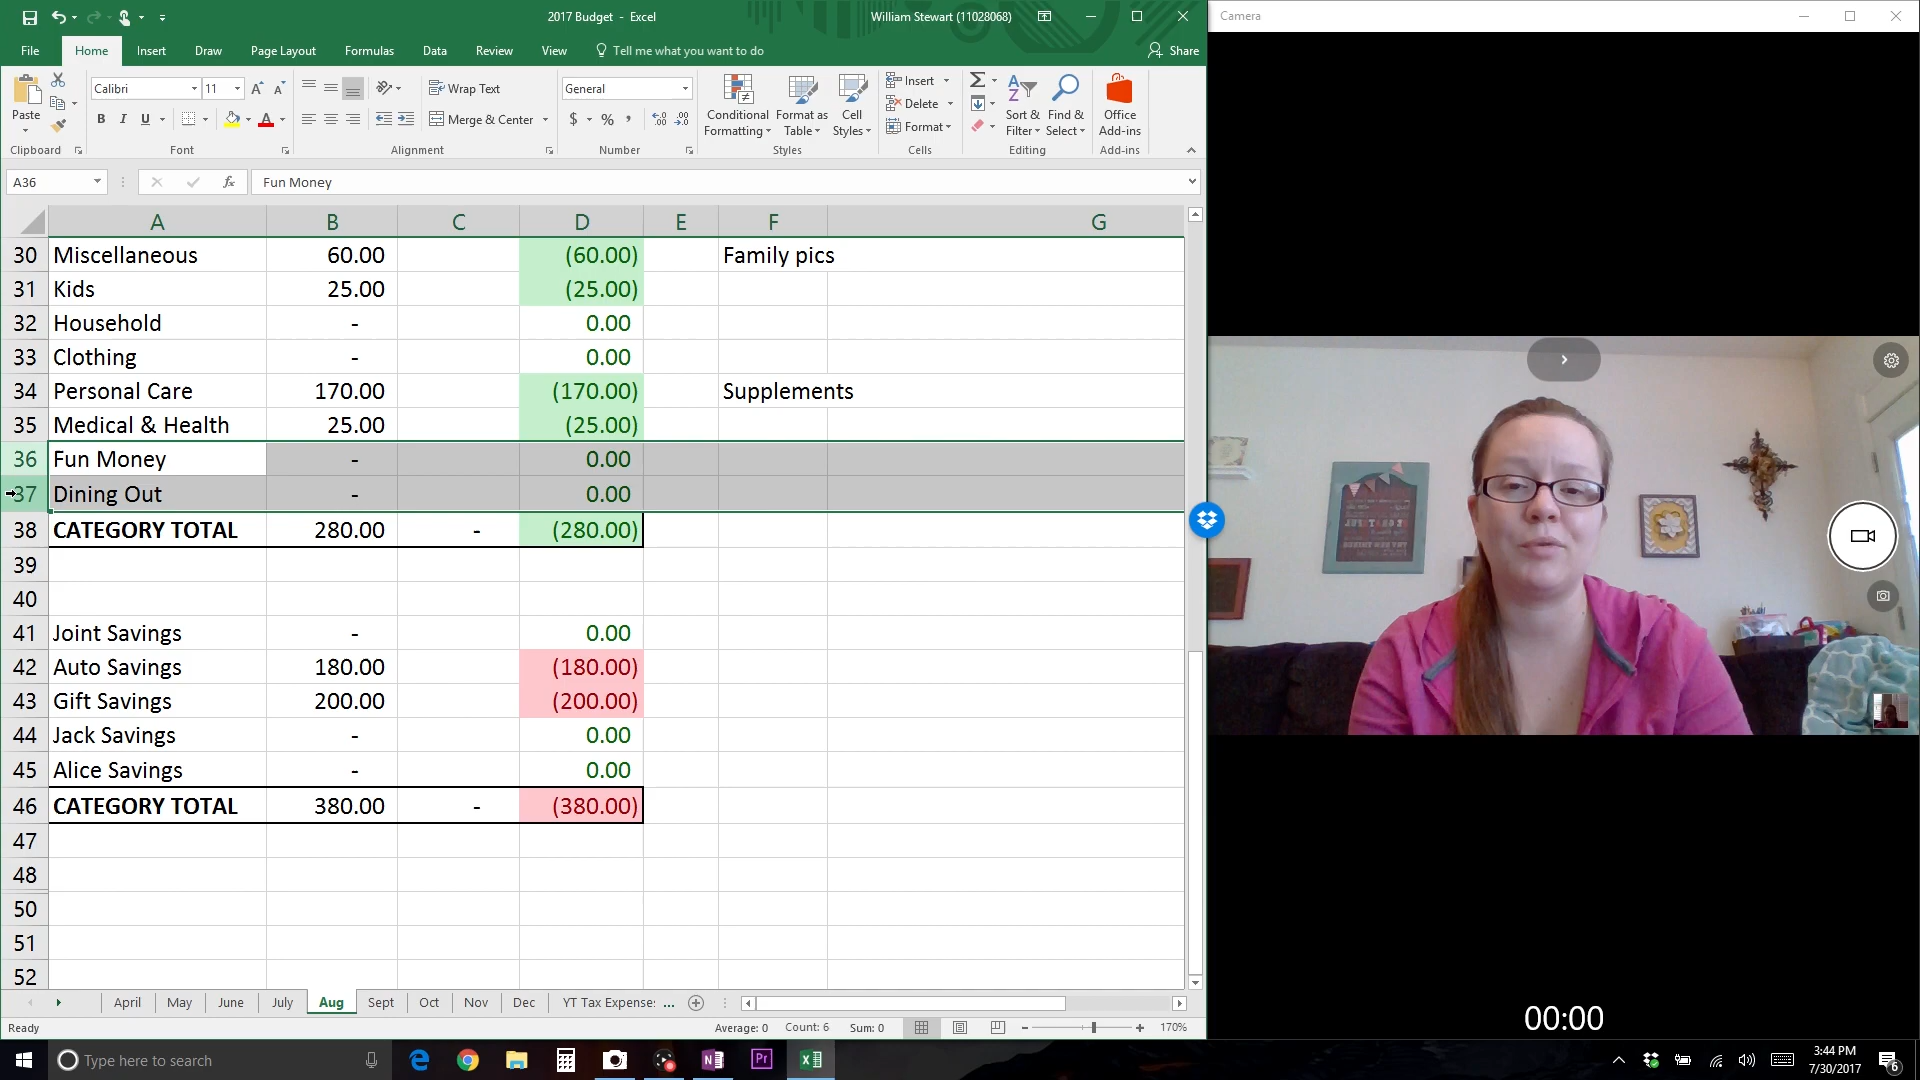 2017 Budget - Excel
William Stewart (11028068)
Camera
File Home Insert Draw Page Layout Formulas Data Review View Tell me what you want to do Share
Paste
Calibri 11
Wrap Text
General
Insert
B I U
Merge & Center
$ % ,
Conditional Formatting
Format as Table
Cell Styles
Delete
Format
Sort & Filter
Find & Select
Office Add-ins
Clipboard Font Alignment Number Styles Cells Editing Add-ins
A36 fx Fun Money
A B C D E F G
30 Miscellaneous 60.00 (60.00) Family pics
31 Kids 25.00 (25.00)
32 Household - 0.00
33 Clothing - 0.00
34 Personal Care 170.00 (170.00) Supplements
35 Medical & Health 25.00 (25.00)
36 Fun Money - 0.00
37 Dining Out - 0.00
38 CATEGORY TOTAL 280.00 - (280.00)
39
40
41 Joint Savings - 0.00
42 Auto Savings 180.00 (180.00)
43 Gift Savings 200.00 (200.00)
44 Jack Savings - 0.00
45 Alice Savings - 0.00
46 CATEGORY TOTAL 380.00 - (380.00)
47
48
50
51
52
April May June July Aug Sept Oct Nov Dec YT Tax Expense: ...
Ready Average: 0 Count: 6 Sum: 0 170%
00:00
Type here to search
3:44 PM
7/30/2017
6